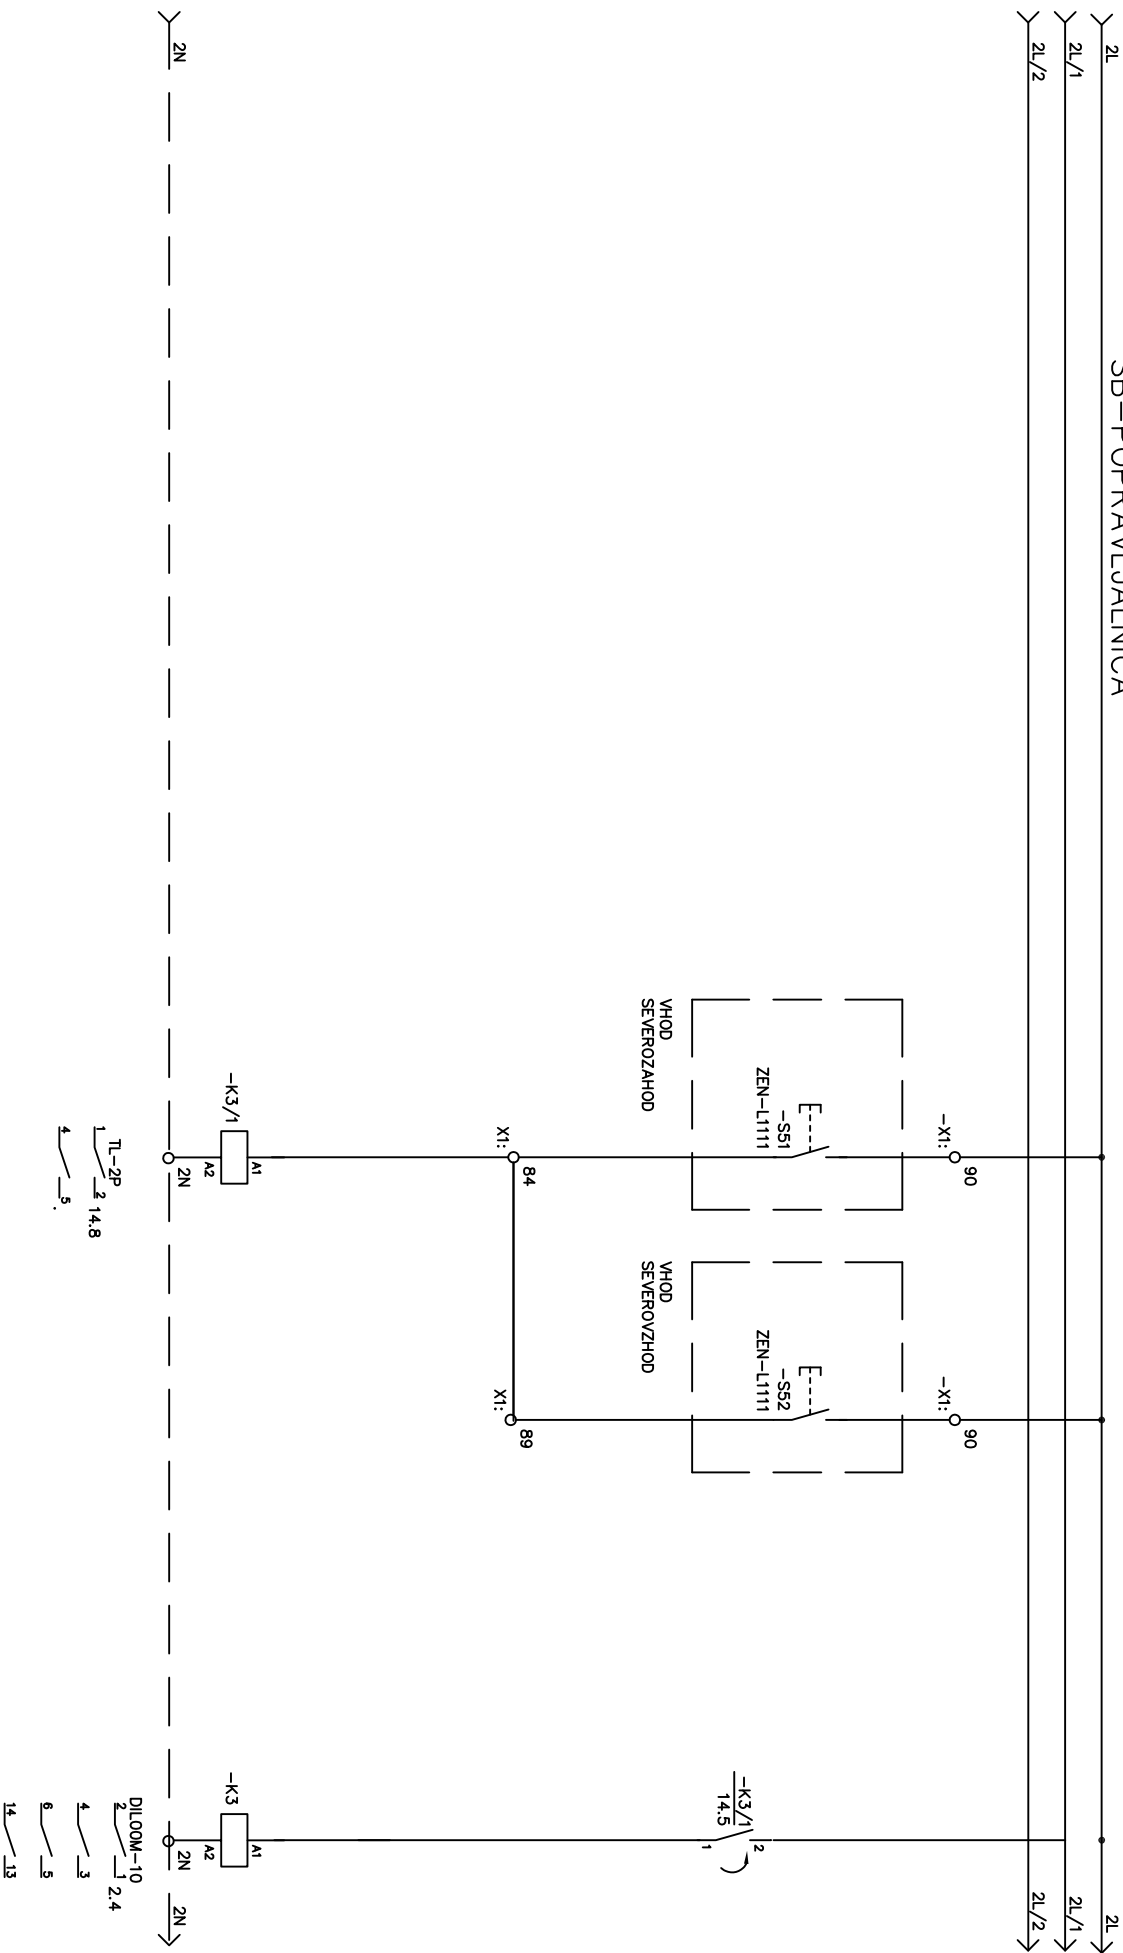 2L
2L
2L/1
2L/1
2L/2
2L/2
-X1:
90
-X1:
90
-S51
ZEN-L1111
-S52
ZEN-L1111
-K3/1
14.5
2
1
VHOD
SEVEROZAHOD
VHOD
SEVEROVZHOD
X1:
84
X1:
89
-K3/1
A1
A2
-K3
A1
A2
2N
2N
2N
2N
TL-2P
1
2
14.8
4
5
DILOOM-10
2
1
2.4
4
3
6
5
14
13